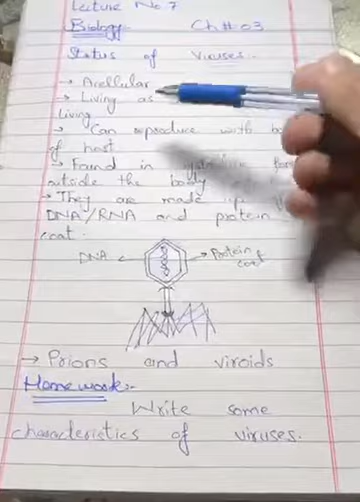 Lecture No 7
Biology Ch # 03
Status of Viruses:-
→ Acellular
→ Living as
Living
→ Can reproduce with
of host
→ Found in
outside the body
→ They are made up
DNA/RNA and protein
coat.
DNA
Protein
coat
→ Prions and viroids
Homework:-
Write some
characteristics of viruses.